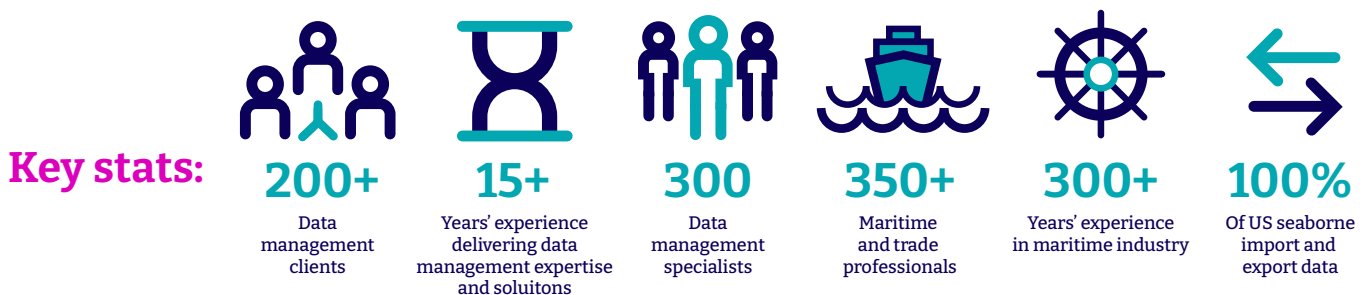 Key stats:
200+
Data
management
clients
15+
Years' experience
delivering data
management expertise
and soluitons
300
Data
management
specialists
350+
Maritime
and trade
professionals
300+
Years' experience
in maritime industry
100%
Of US seaborne
import and
export data